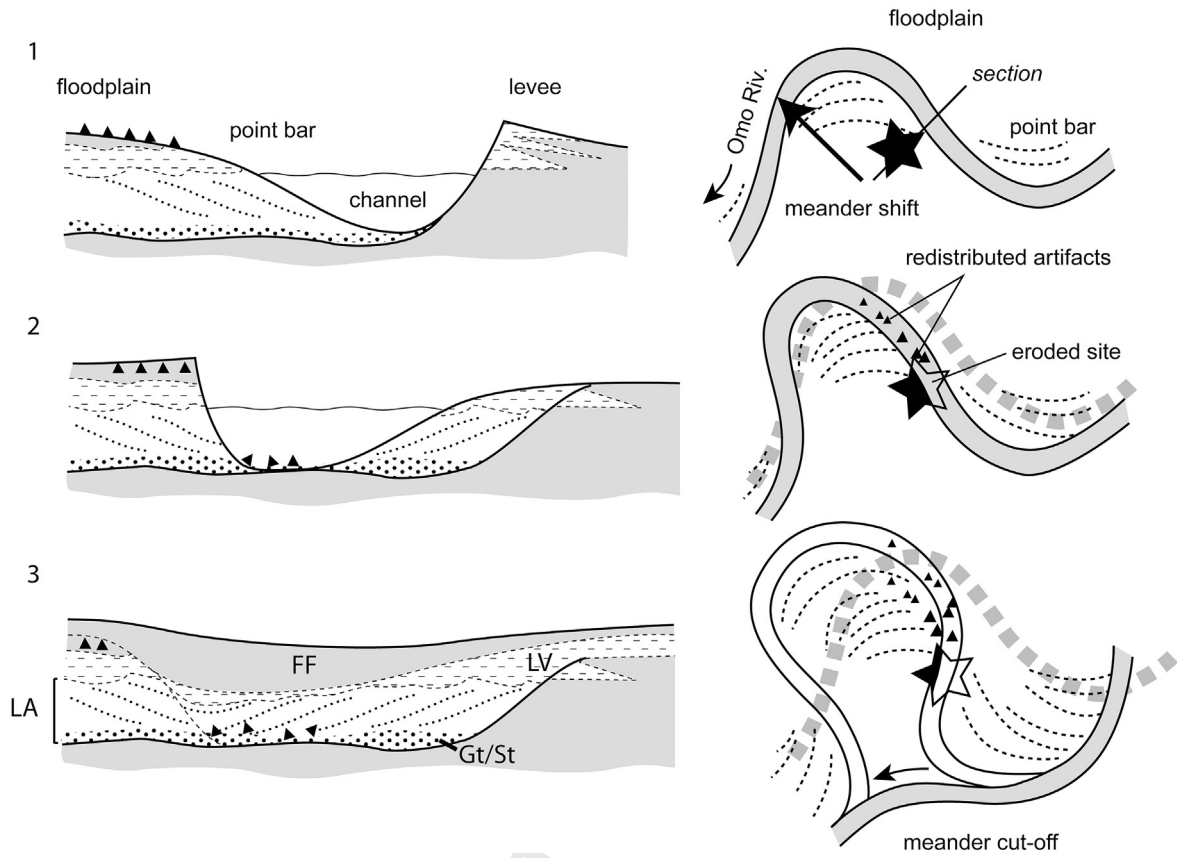 1
floodplain
point bar
channel
levee
floodplain
Omo Riv.
section
point bar
meander shift
2
redistributed artifacts
eroded site
3
FF
LV
LA
Gt/St
meander cut-off